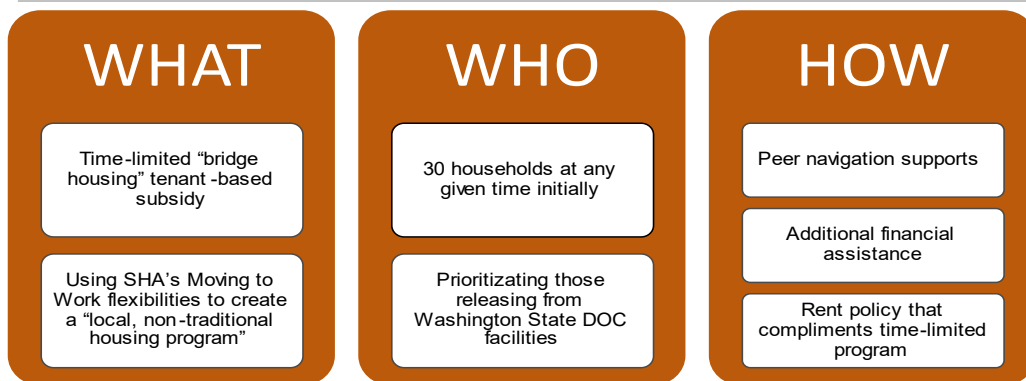 WHAT
Time-limited “bridge
housing” tenant-based
subsidy
Using SHA’s Moving to
Work flexibilities to create
a “local, non-traditional
housing program”
WHO
30 households at any
given time initially
Prioritizating those
releasing from
Washington State DOC
facilities
HOW
Peer navigation supports
Additional financial
assistance
Rent policy that
compliments time-limited
program